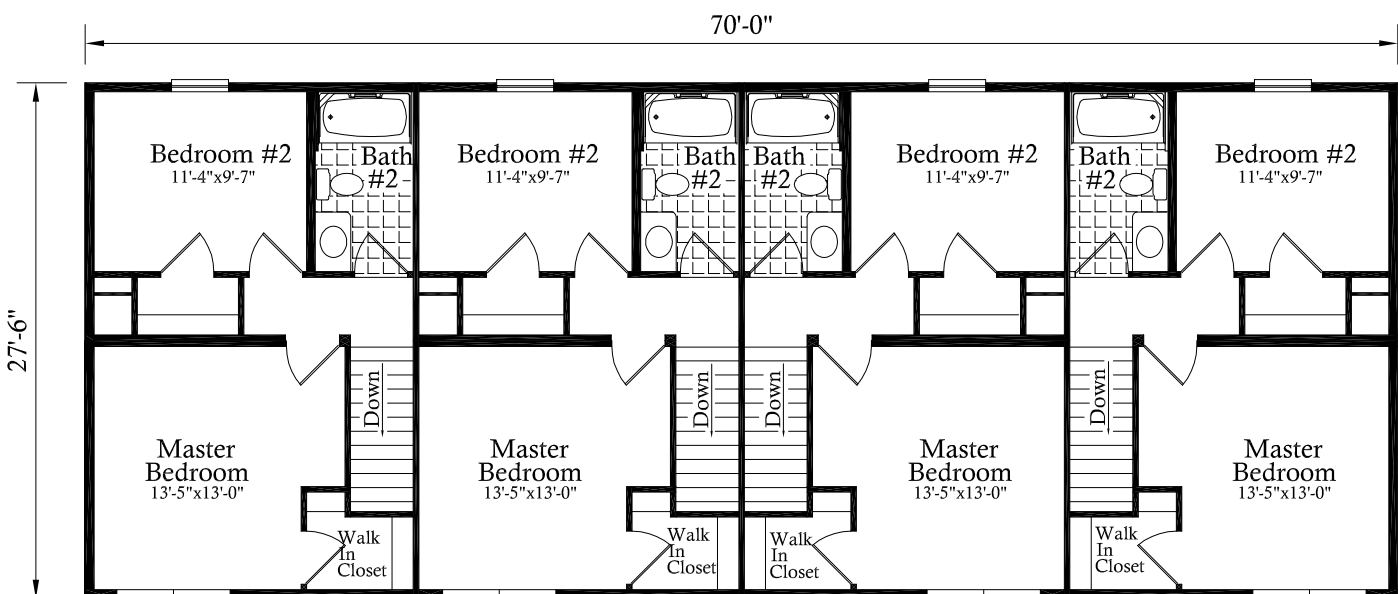 70'-0"
27'-6"
Bedroom #2
11'-4"x9'-7"
Bath
#2
Bedroom #2
11'-4"x9'-7"
Bath
#2
Bath
#2
Bedroom #2
11'-4"x9'-7"
Bath
#2
Bedroom #2
11'-4"x9'-7"
Down
Down
Down
Down
Master
Bedroom
13'-5"x13'-0"
Master
Bedroom
13'-5"x13'-0"
Master
Bedroom
13'-5"x13'-0"
Master
Bedroom
13'-5"x13'-0"
Walk
In
Closet
Walk
In
Closet
Walk
In
Closet
Walk
In
Closet